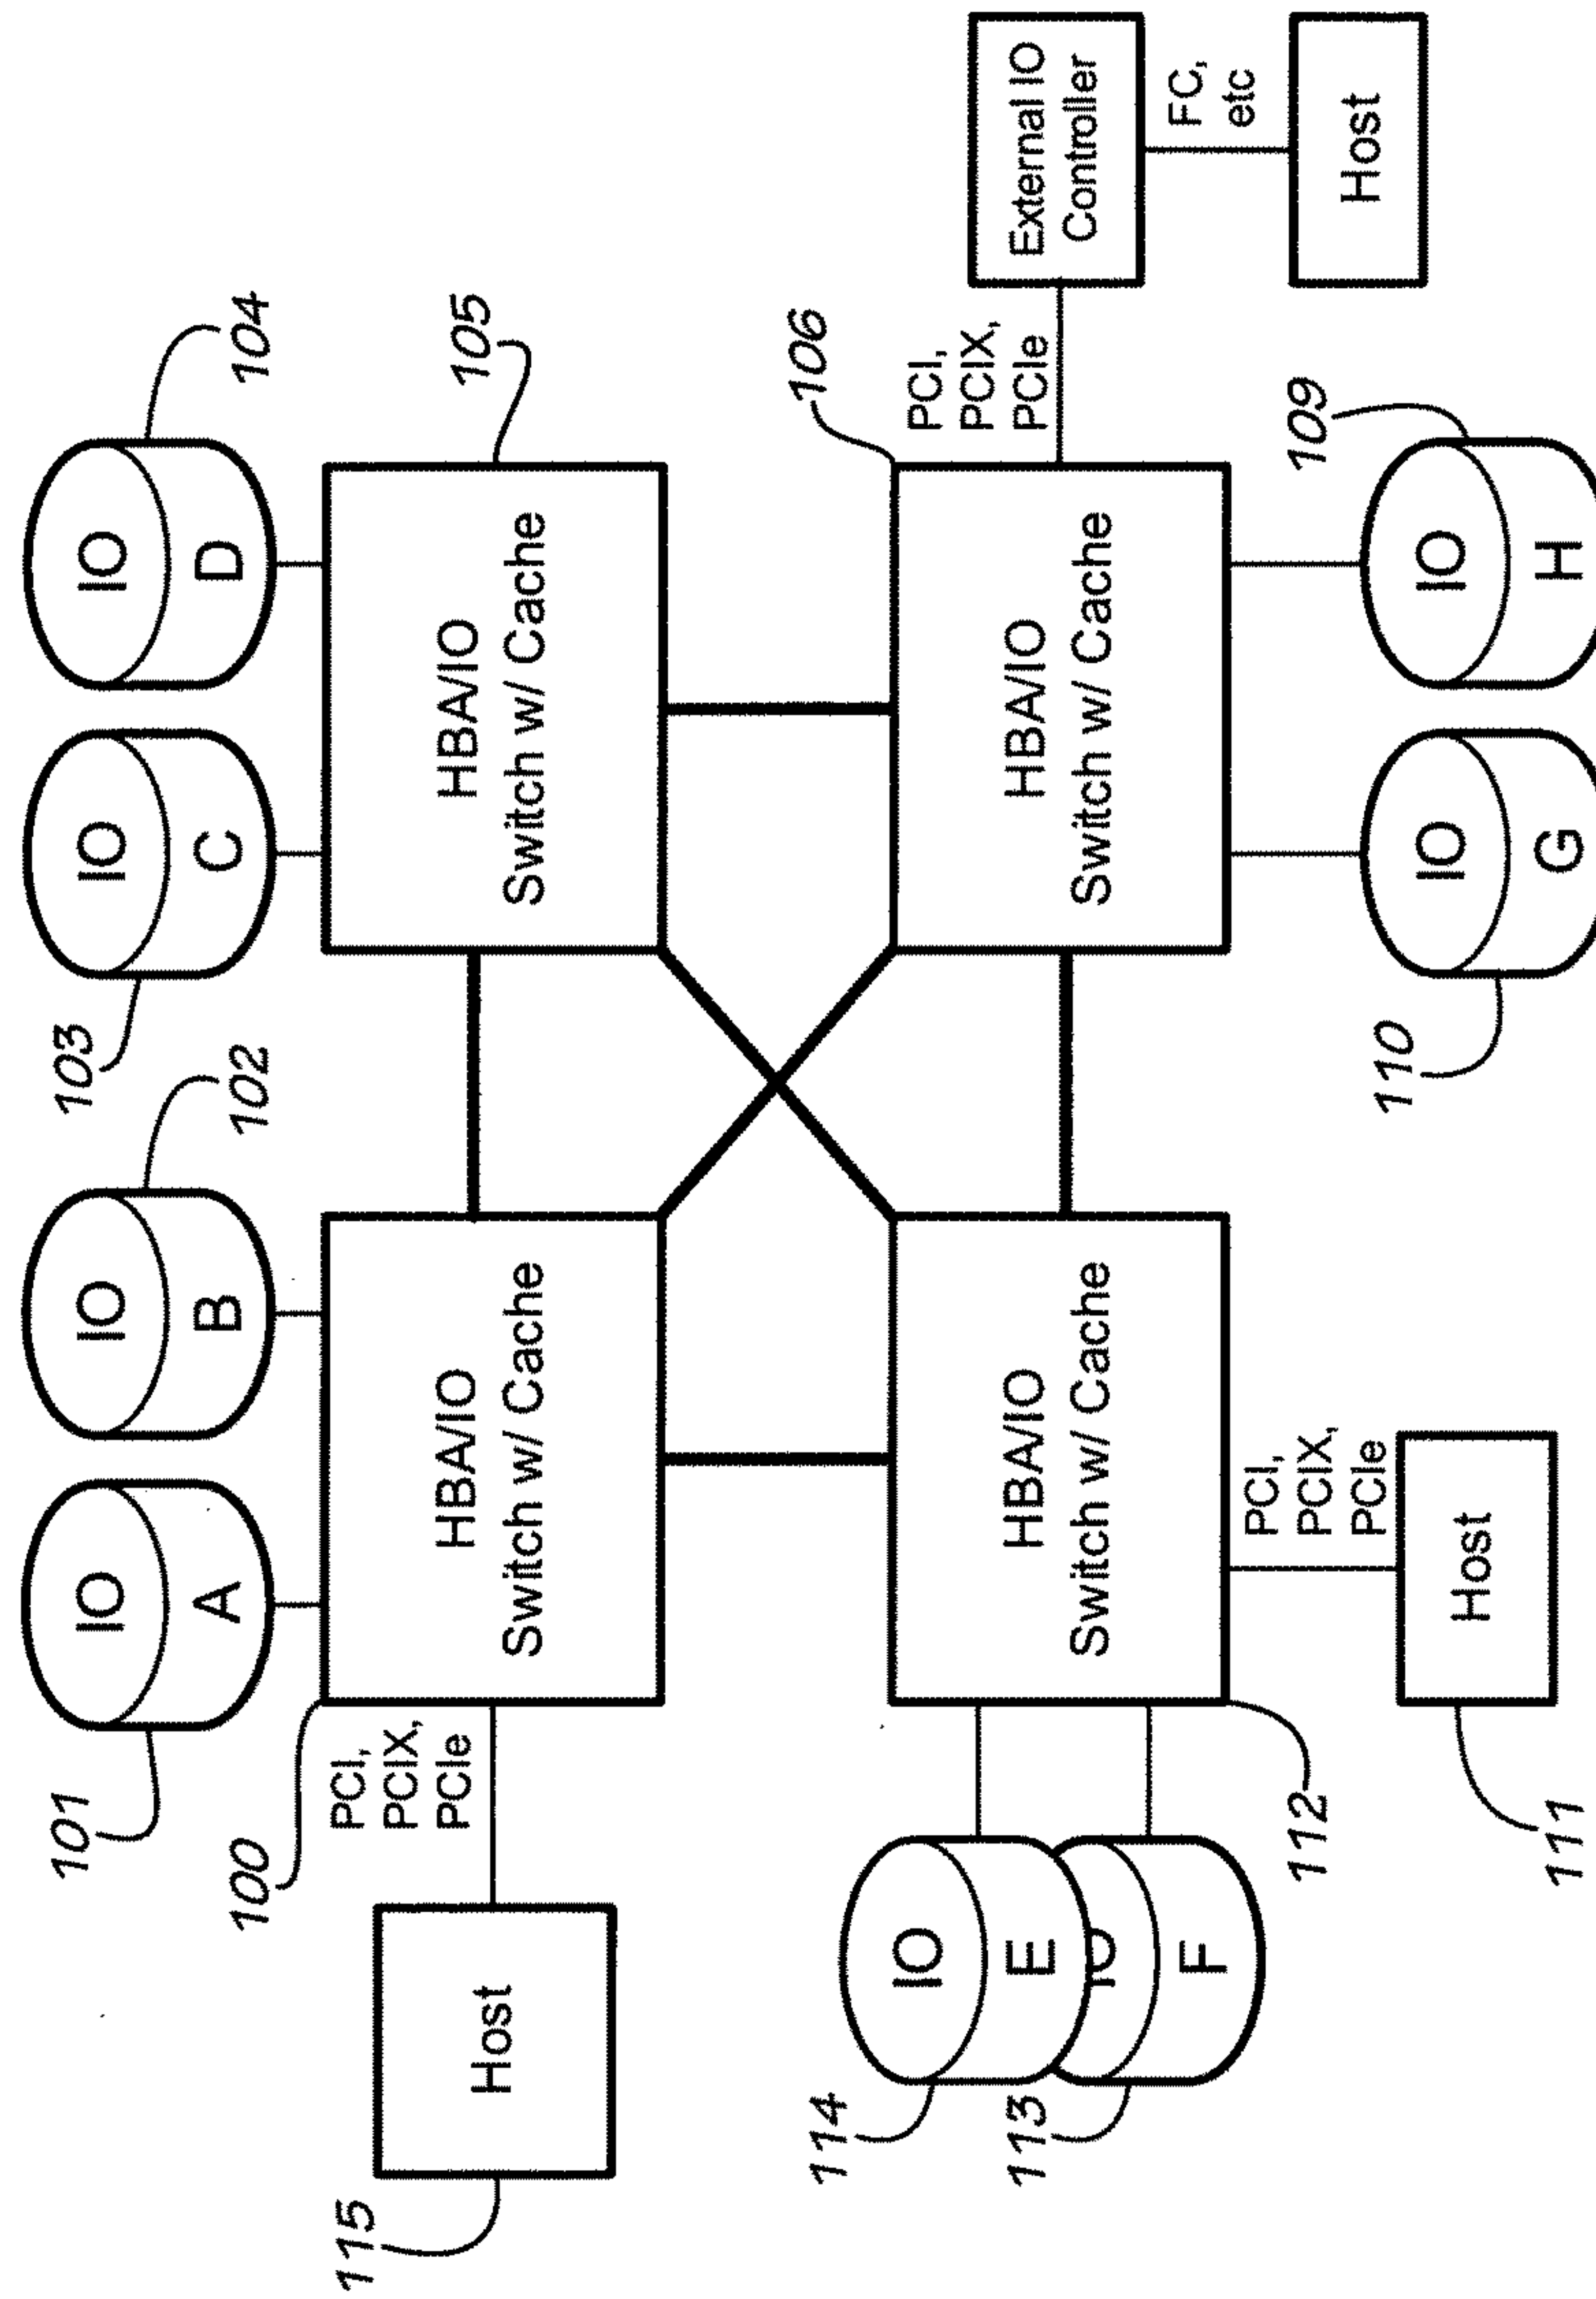 101
103
IO
A
IO
B
IO
C
IO
D
100
102
104
115
Host
PCI,
PCIX,
PCIe
HBA/IO
Switch w/ Cache
HBA/IO
Switch w/ Cache
105
114
IO
E
113
F
HBA/IO
Switch w/ Cache
HBA/IO
Switch w/ Cache
106
PCI,
PCIX,
PCIe
External IO
Controller
FC,
etc
Host
112
PCI,
PCIX,
PCIe
Host
111
110
IO
G
109
IO
H